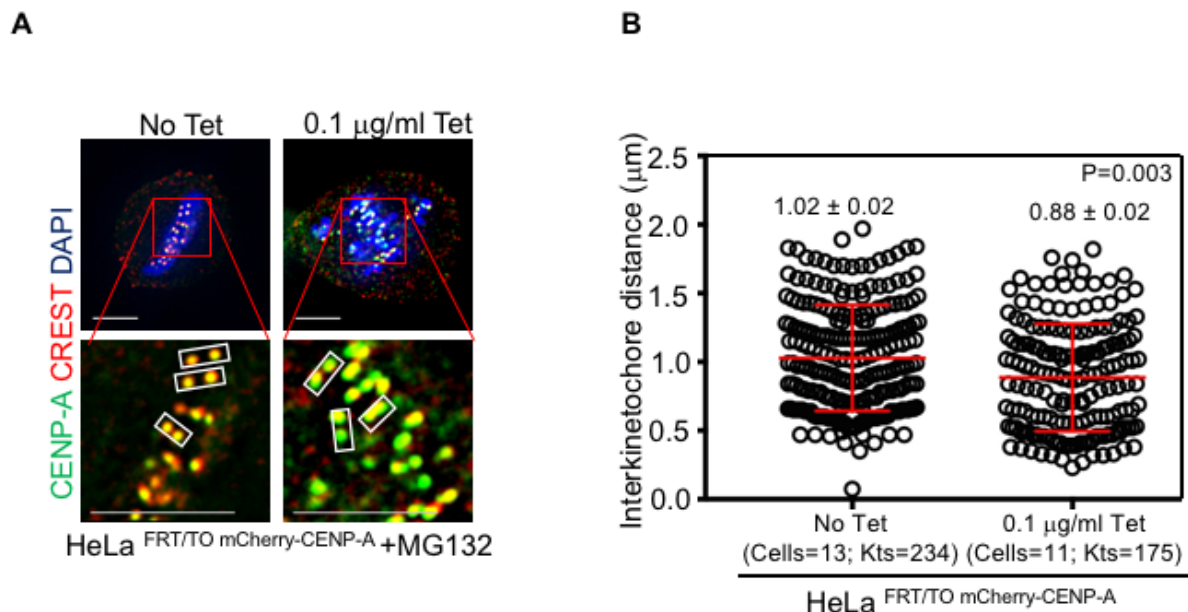 A
No Tet 0.1 μg/ml Tet
CENP-A CREST DAPI
HeLa FRT/TO mCherry-CENP-A +MG132
B
Interkinetochore distance (μm)
2.5
2.0
1.5
1.0
0.5
0.0
P=0.003
1.02 ± 0.02 0.88 ± 0.02
No Tet 0.1 μg/ml Tet
(Cells=13; Kts=234) (Cells=11; Kts=175)
HeLa FRT/TO mCherry-CENP-A